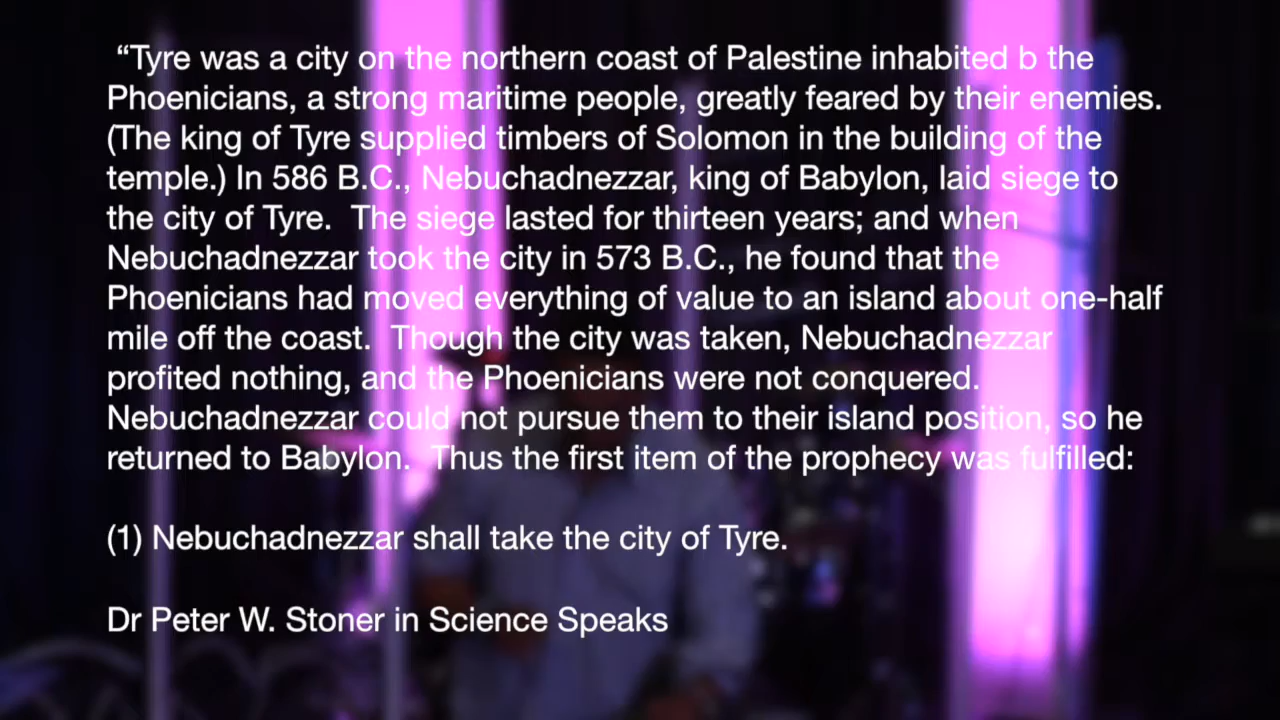 “Tyre was a city on the northern coast of Palestine inhabited b the
Phoenicians, a strong maritime people, greatly feared by their enemies.
(The king of Tyre supplied timbers of Solomon in the building of the
temple.) In 586 B.C., Nebuchadnezzar, king of Babylon, laid siege to
the city of Tyre.  The siege lasted for thirteen years; and when
Nebuchadnezzar took the city in 573 B.C., he found that the
Phoenicians had moved everything of value to an island about one-half
mile off the coast.  Though the city was taken, Nebuchadnezzar
profited nothing, and the Phoenicians were not conquered.
Nebuchadnezzar could not pursue them to their island position, so he
returned to Babylon.  Thus the first item of the prophecy was fulfilled:
(1) Nebuchadnezzar shall take the city of Tyre.
Dr Peter W. Stoner in Science Speaks